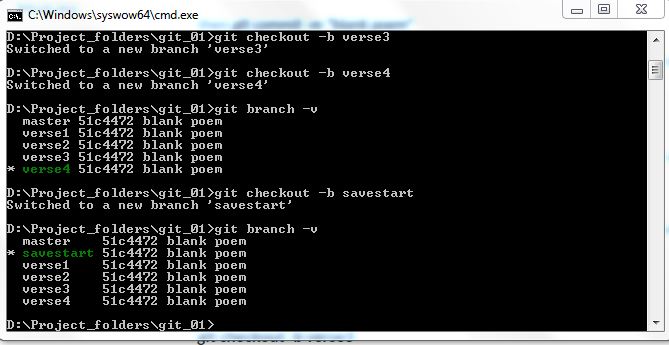 C:\Windows\syswow64\cmd.exe
D:\Project_folders\git_01>git checkout -b verse3
Switched to a new branch 'verse3'
D:\Project_folders\git_01>git checkout -b verse4
Switched to a new branch 'verse4'
D:\Project_folders\git_01>git branch -v
master 51c4472 blank poem
verse1 51c4472 blank poem
verse2 51c4472 blank poem
verse3 51c4472 blank poem
* verse4 51c4472 blank poem
D:\Project_folders\git_01>git checkout -b savestart
Switched to a new branch 'savestart'
D:\Project_folders\git_01>git branch -v
master 51c4472 blank poem
* savestart 51c4472 blank poem
verse1 51c4472 blank poem
verse2 51c4472 blank poem
verse3 51c4472 blank poem
verse4 51c4472 blank poem
D:\Project_folders\git_01>